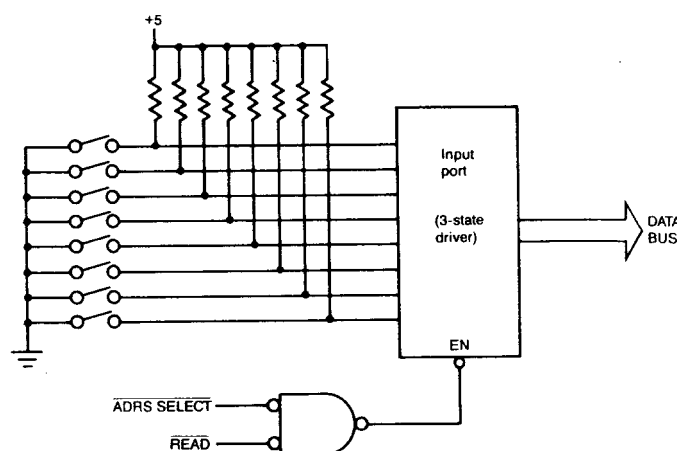 +5
Input
port
(3-state
driver)
DATA
BUS
EN
ADRS SELECT
READ